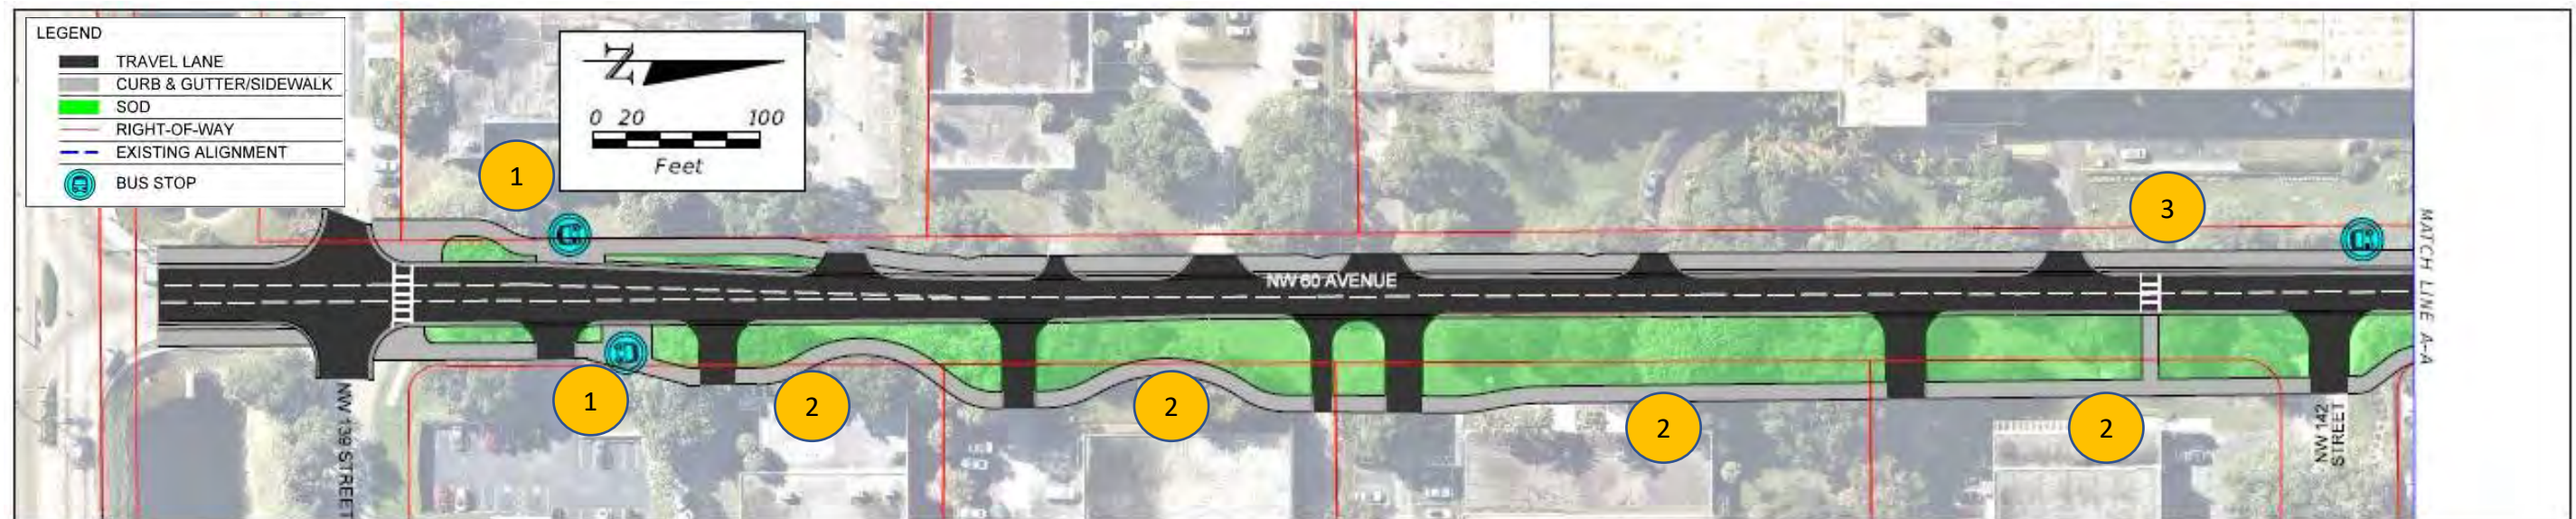 LEGEND
TRAVEL LANE
CURB & GUTTER/SIDEWALK
SOD
RIGHT-OF-WAY
EXISTING ALIGNMENT
BUS STOP
N
0 20 100
Feet
1
3
NW 60 AVENUE
MATCH LINE A-A
1
2
2
2
2
NW 139 STREET
NW 142
STREET